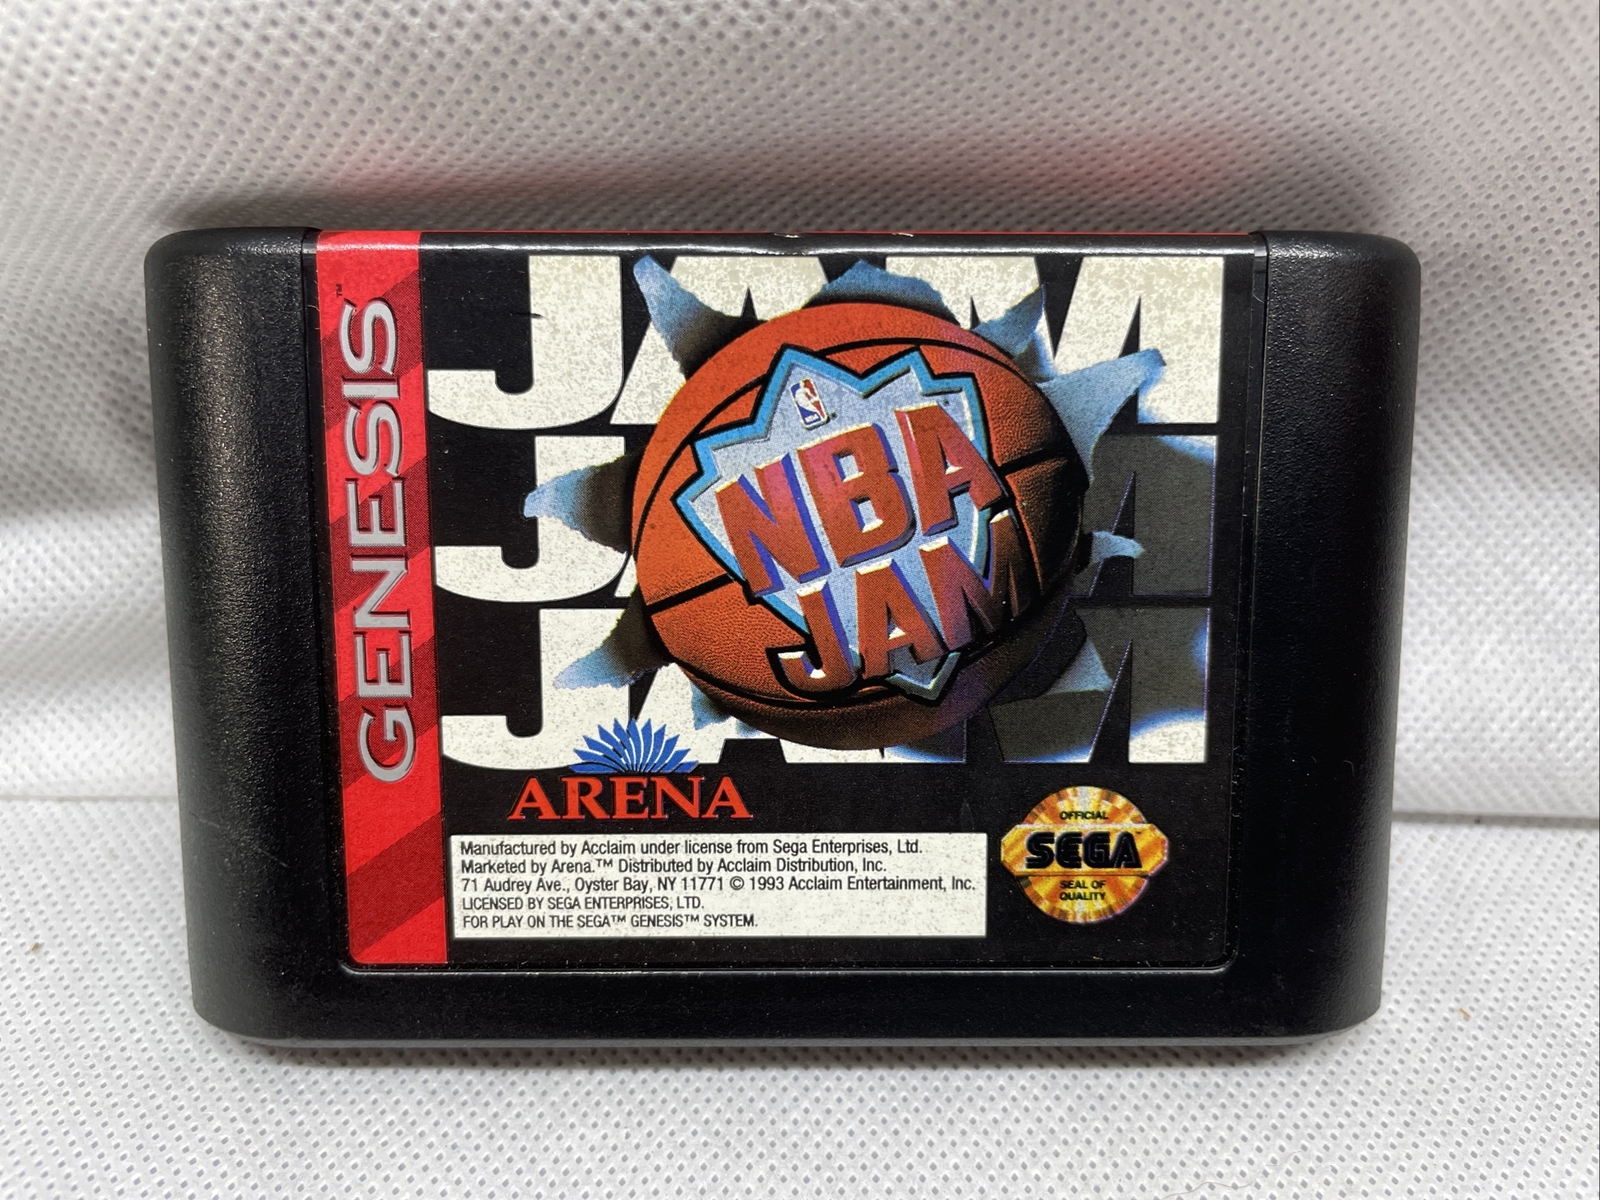 GENESIS™
JAM
JAM
JAM
NBA
JAM
ARENA
Manufactured by Acclaim under license from Sega Enterprises, Ltd.
Marketed by Arena.™ Distributed by Acclaim Distribution, Inc.
71 Audrey Ave., Oyster Bay, NY 11771 © 1993 Acclaim Entertainment, Inc.
LICENSED BY SEGA ENTERPRISES, LTD.
FOR PLAY ON THE SEGA™ GENESIS™ SYSTEM.
OFFICIAL
SEGA™
SEAL OF
QUALITY